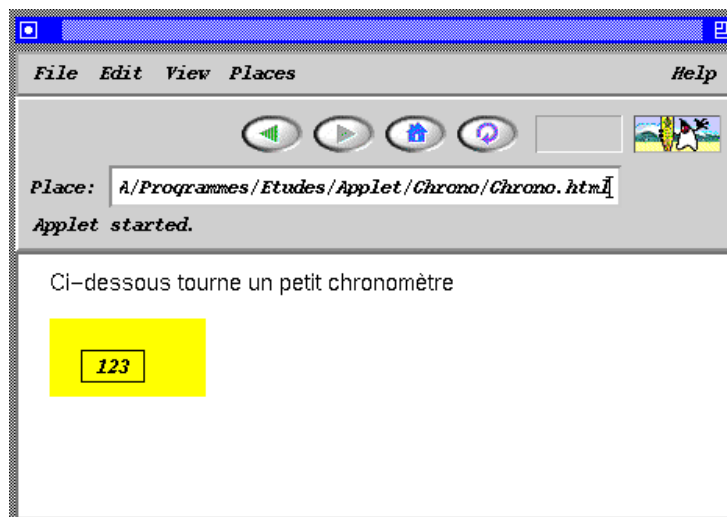 File Edit View Places Help
Place: A/Programmes/Etudes/Applet/Chrono/Chrono.html
Applet started.
Ci-dessous tourne un petit chronomètre
123